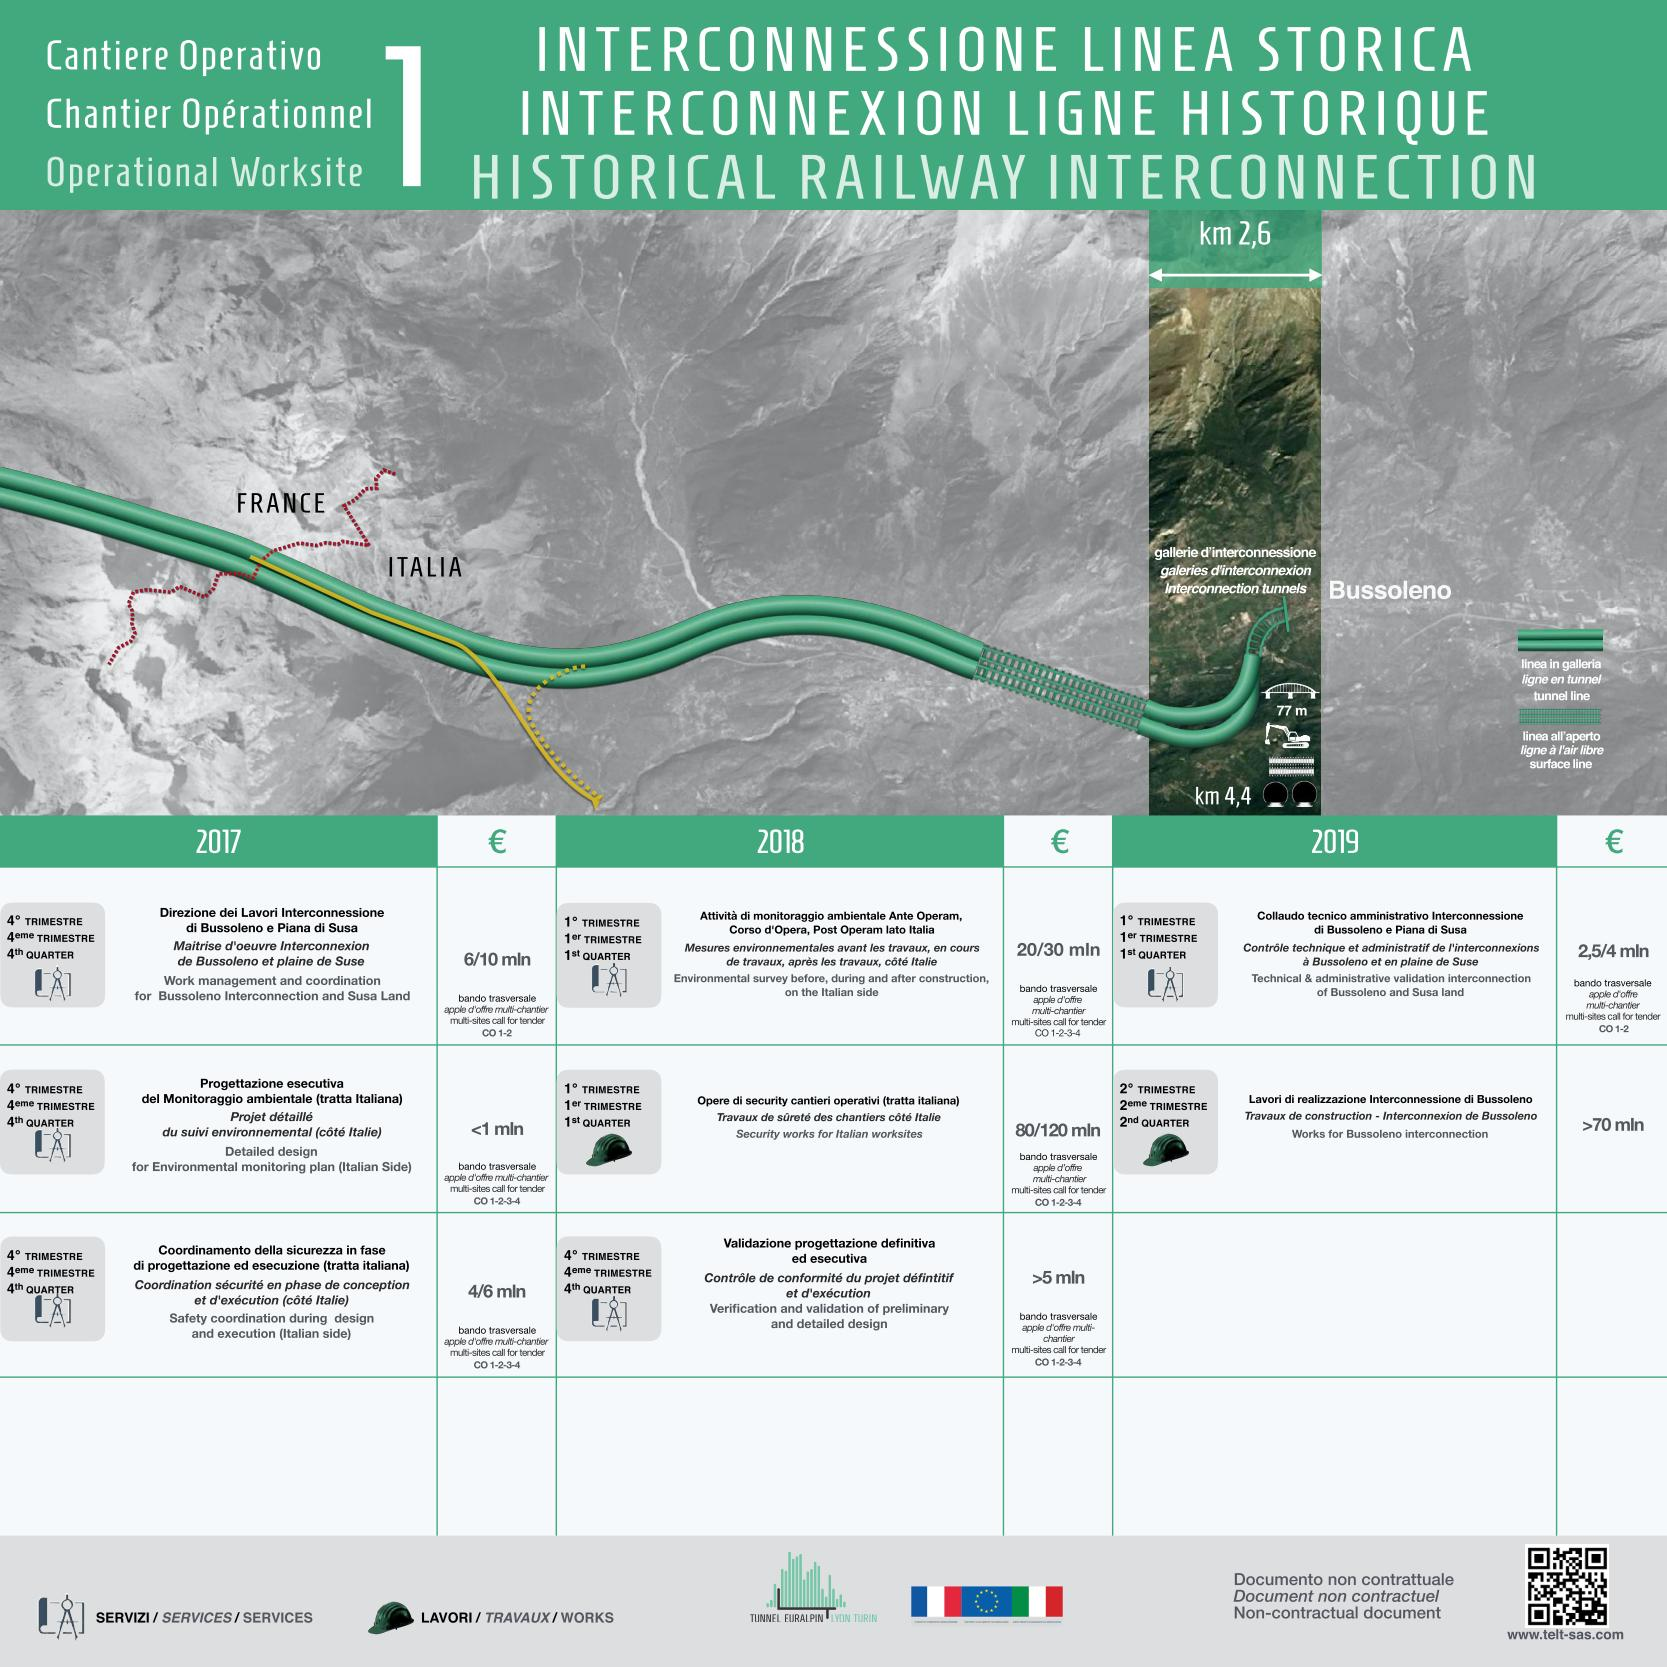 Cantiere Operativo
Chantier Opérationnel
Operational Worksite
1
INTERCONNESSIONE LINEA STORICA
INTERCONNEXION LIGNE HISTORIQUE
HISTORICAL RAILWAY INTERCONNECTION
km 2,6
FRANCE
ITALIA
gallerie d'interconnessione
galeries d'interconnexion
Interconnection tunnels
Bussoleno
77 m
km 4,4
linea in galleria
ligne en tunnel
tunnel line
linea all'aperto
ligne à l'air libre
surface line
2017
€
2018
€
2019
€
4° TRIMESTRE
4eme TRIMESTRE
4th QUARTER
Direzione dei Lavori Interconnessione
di Bussoleno e Piana di Susa
Maitrise d'oeuvre Interconnexion
de Bussoleno et plaine de Suse
Work management and coordination
for Bussoleno Interconnection and Susa Land
6/10 mln
bando trasversale
apple d'offre multi-chantier
multi-sites call for tender
CO 1-2
1° TRIMESTRE
1er TRIMESTRE
1st QUARTER
Attività di monitoraggio ambientale Ante Operam,
Corso d'Opera, Post Operam lato Italia
Mesures environnementales avant les travaux, en cours
de travaux, après les travaux, côté Italie
Environmental survey before, during and after construction,
on the Italian side
20/30 mln
bando trasversale
apple d'offre
multi-chantier
multi-sites call for tender
CO 1-2-3-4
1° TRIMESTRE
1er TRIMESTRE
1st QUARTER
Collaudo tecnico amministrativo Interconnessione
di Bussoleno e Piana di Susa
Contrôle technique et administratif de l'interconnexions
à Bussoleno et en plaine de Suse
Technical & administrative validation interconnection
of Bussoleno and Susa land
2,5/4 mln
bando trasversale
apple d'offre
multi-chantier
multi-sites call for tender
CO 1-2
4° TRIMESTRE
4eme TRIMESTRE
4th QUARTER
Progettazione esecutiva
del Monitoraggio ambientale (tratta Italiana)
Projet détaillé
du suivi environnemental (côté Italie)
Detailed design
for Environmental monitoring plan (Italian Side)
<1 mln
bando trasversale
apple d'offre multi-chantier
multi-sites call for tender
CO 1-2-3-4
1° TRIMESTRE
1er TRIMESTRE
1st QUARTER
Opere di security cantieri operativi (tratta italiana)
Travaux de sûreté des chantiers côté Italie
Security works for Italian worksites
80/120 mln
bando trasversale
apple d'offre
multi-chantier
multi-sites call for tender
CO 1-2-3-4
2° TRIMESTRE
2eme TRIMESTRE
2nd QUARTER
Lavori di realizzazione Interconnessione di Bussoleno
Travaux de construction - Interconnexion de Bussoleno
Works for Bussoleno interconnection
>70 mln
4° TRIMESTRE
4eme TRIMESTRE
4th QUARTER
Coordinamento della sicurezza in fase
di progettazione ed esecuzione (tratta italiana)
Coordination sécurité en phase de conception
et d'exécution (côté Italie)
Safety coordination during design
and execution (Italian side)
4/6 mln
bando trasversale
apple d'offre multi-chantier
multi-sites call for tender
CO 1-2-3-4
4° TRIMESTRE
4eme TRIMESTRE
4th QUARTER
Validazione progettazione definitiva
ed esecutiva
Contrôle de conformité du projet défintitif
et d'exécution
Verification and validation of preliminary
and detailed design
>5 mln
bando trasversale
apple d'offre multi-
chantier
multi-sites call for tender
CO 1-2-3-4
SERVIZI / SERVICES / SERVICES
LAVORI / TRAVAUX / WORKS
TUNNEL EURALPIN LYON TURIN
Documento non contrattuale
Document non contractuel
Non-contractual document
www.telt-sas.com